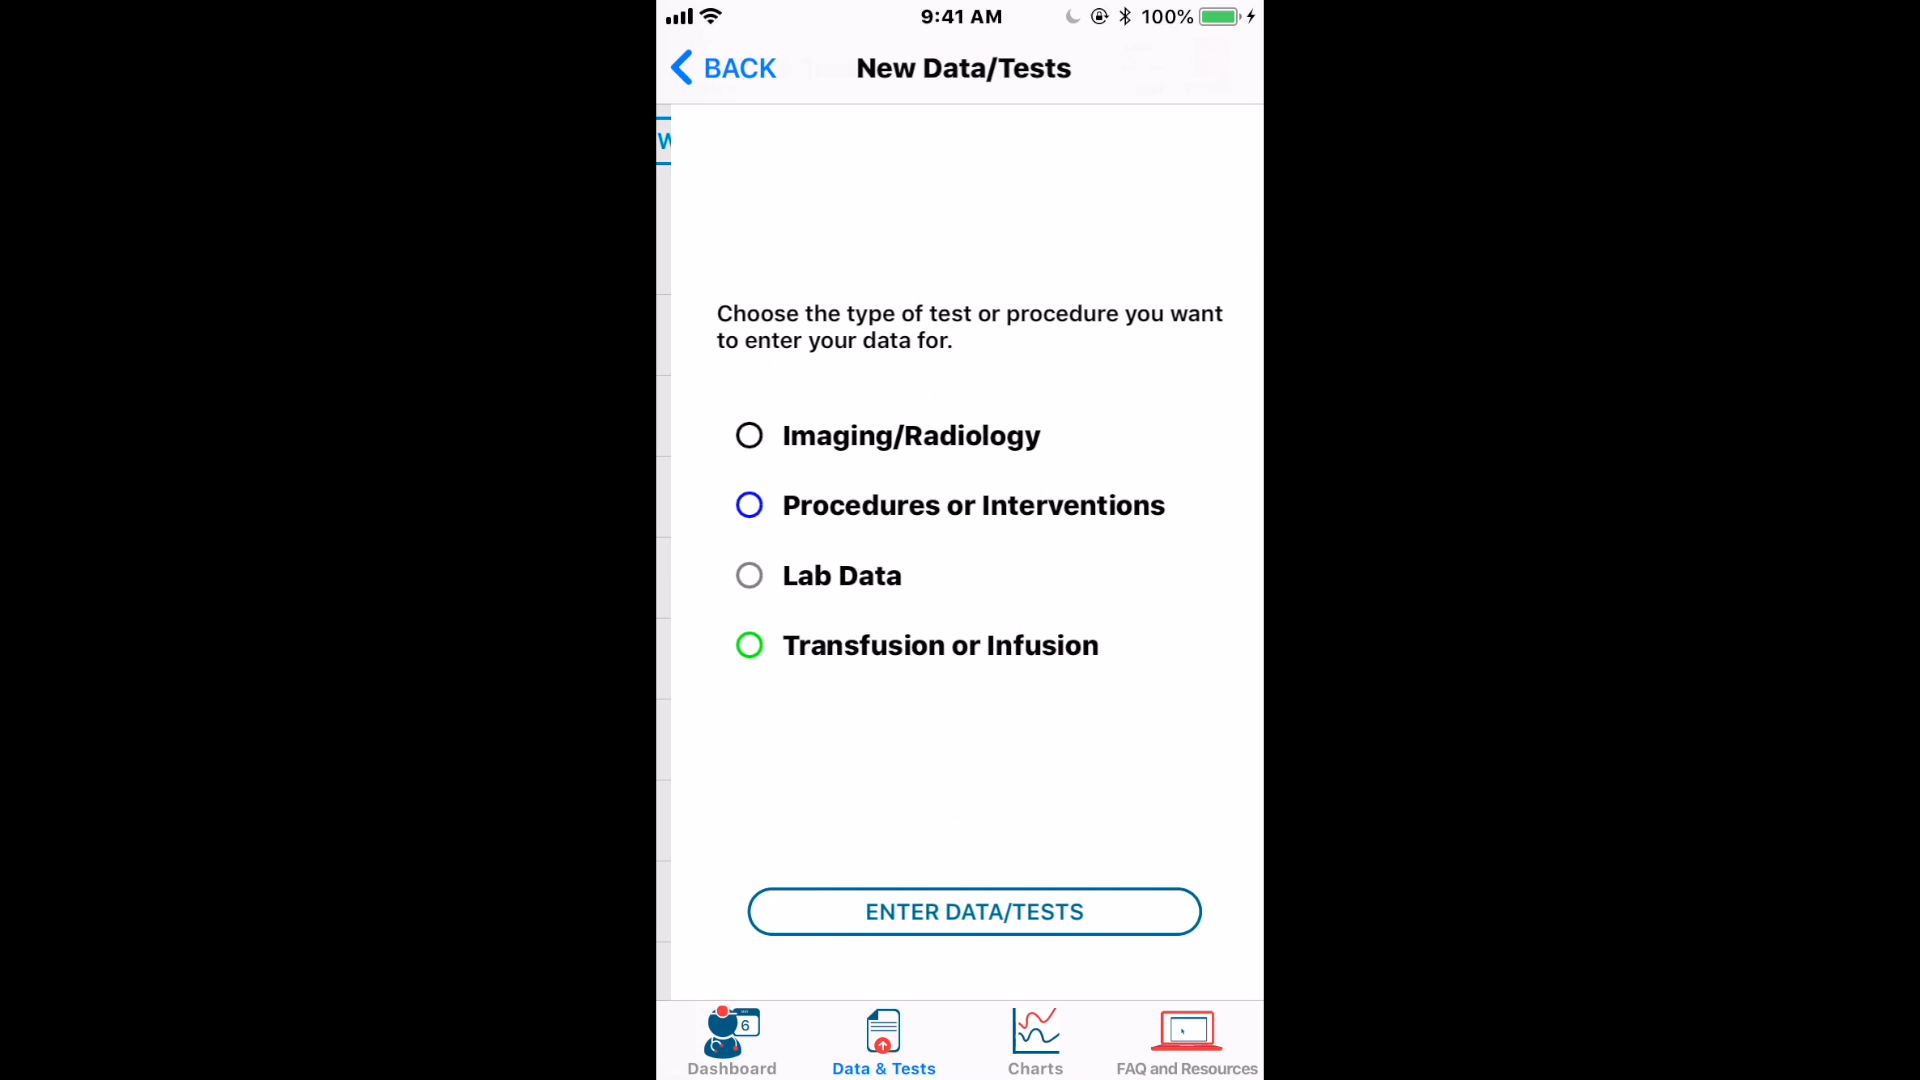 9:41 AM
100%
BACK
New Data/Tests
W
Choose the type of test or procedure you want
to enter your data for.
Imaging/Radiology
Procedures or Interventions
Lab Data
Transfusion or Infusion
ENTER DATA/TESTS
6
Dashboard
Data & Tests
Charts
FAQ and Resources